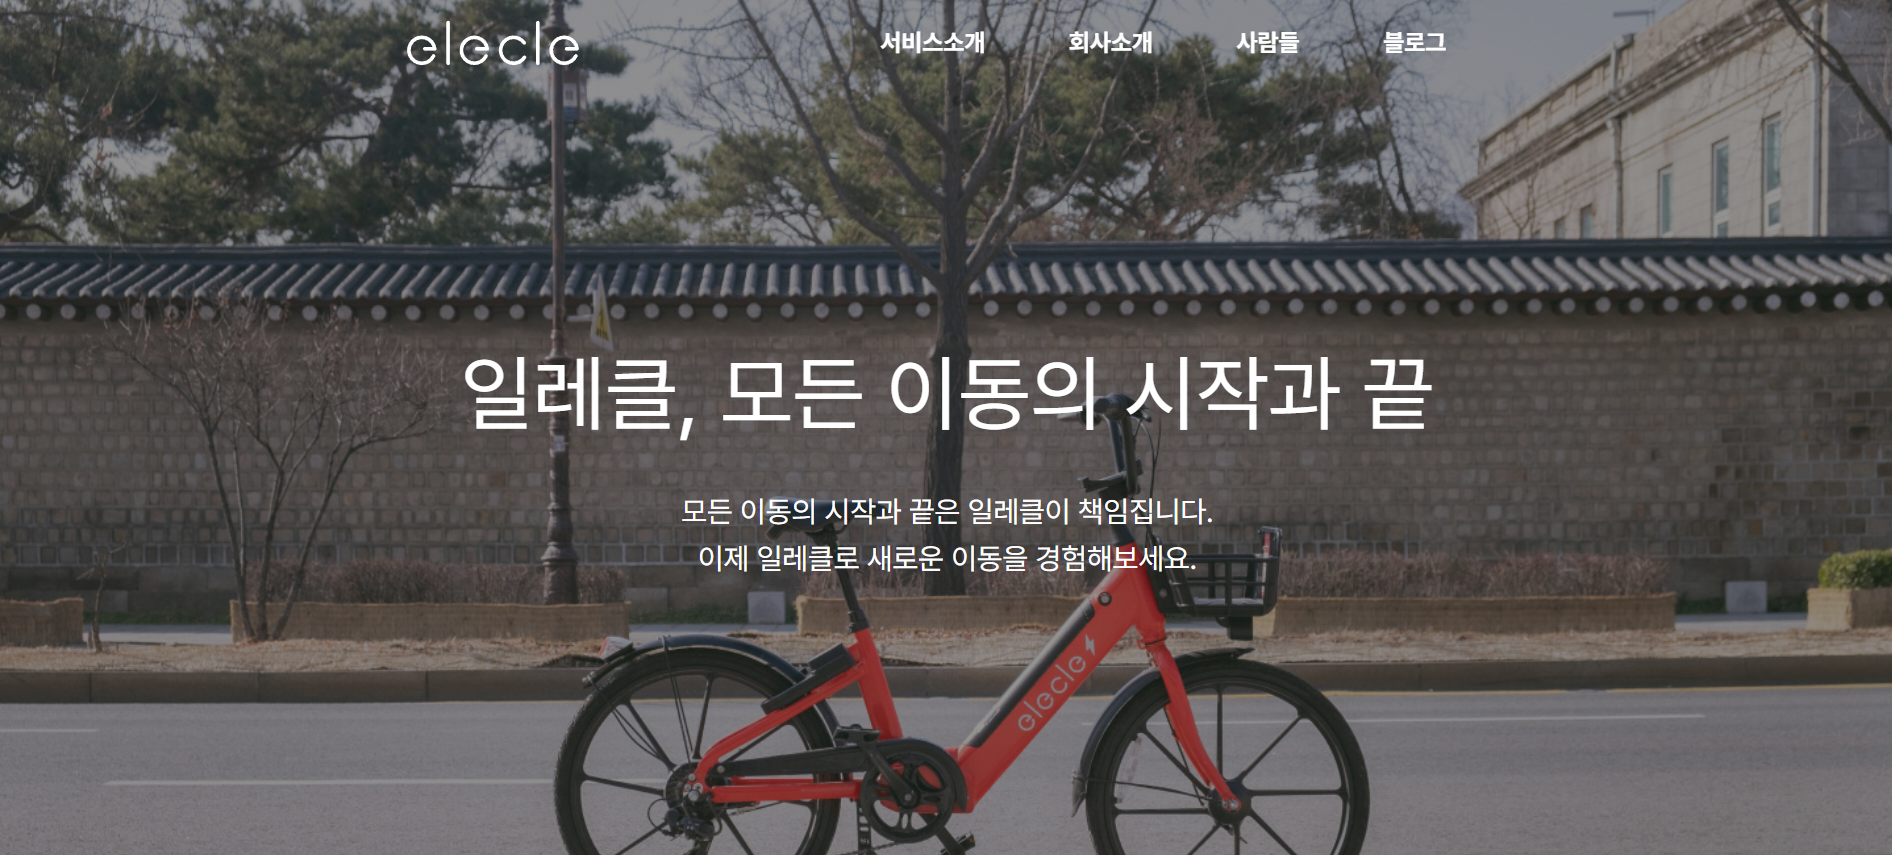 elecle
서비스소개 회사소개 사람들 블로그
일레클, 모든 이동의 시작과 끝
모든 이동의 시작과 끝은 일레클이 책임집니다.
이제 일레클로 새로운 이동을 경험해보세요.
elecle